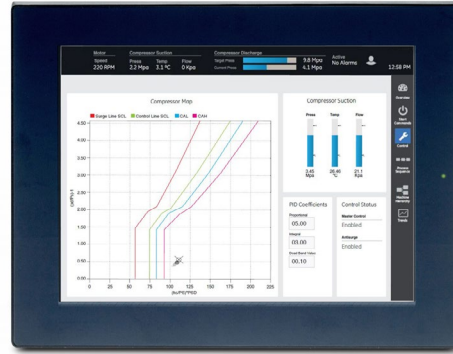 Motor
Speed
220 RPM
Compressor Suction
Press Temp Flow
2.2 Mpa 3.1 °C 0 Kpa
Compressor Discharge
Target Press 9.8 Mpa
Current Press 4.1 Mpa
Active
No Alarms
12:58 PM
Compressor Map
Surge Line SCL Control Line SCL CAL CAN
4.50
4.00
3.50
3.00
2.50
2.00
1.50
1.00
0.50
0.00
0 25 50 75 100 125 150 175 200 225
Compressor Suction
Press Temp Flow
3.45 26.46 21.1
Mpa °C Kpa
PID Coefficients
Proportional
05.00
Integral
03.00
Dead Band Value
00.10
Control Status
Master Control
Enabled
Antisurge
Enabled
Overview
Start
Commands
Control
Process
Sequence
Machine
Hierarchy
Trends